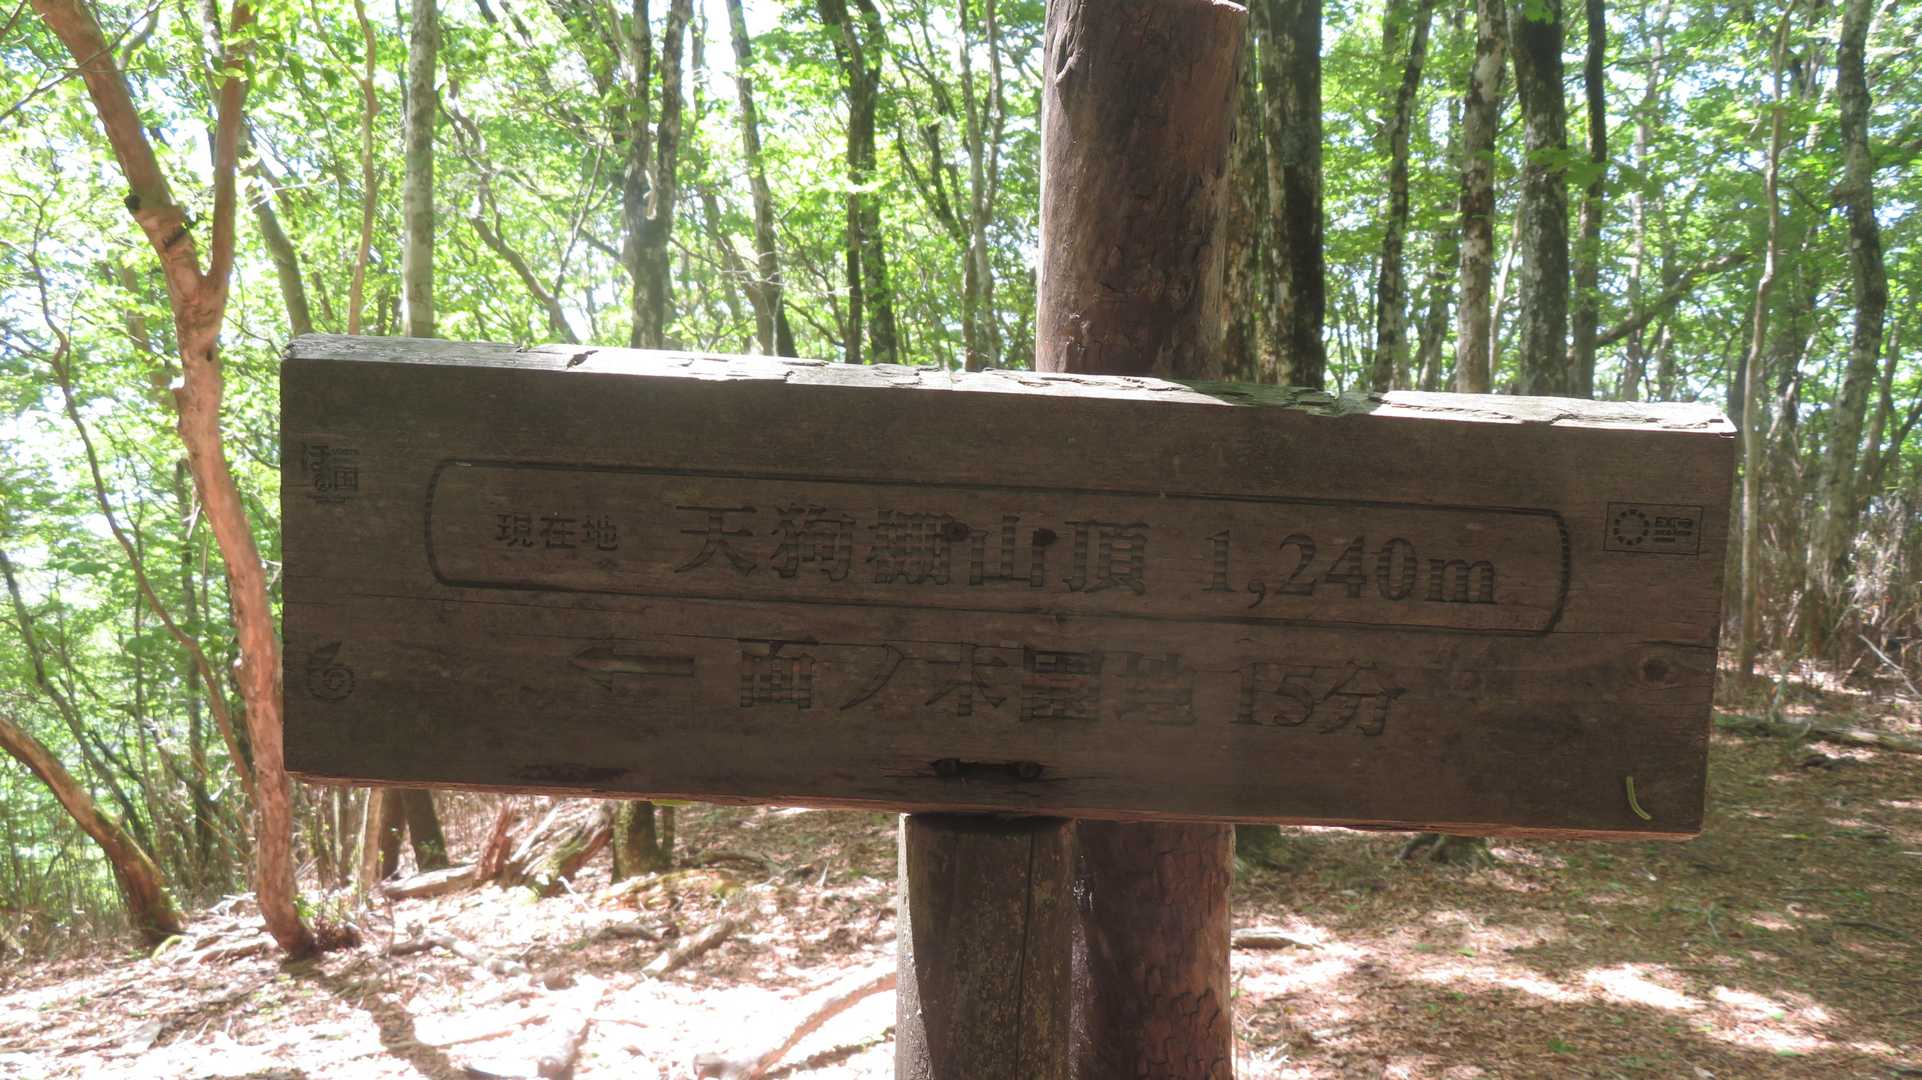 現在地 天狗棚山頂 1,240m
← 面ノ木園地 15分